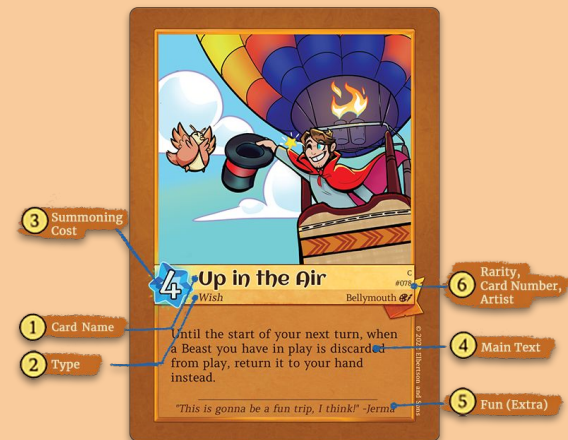 3 Summoning
Cost
4
Up in the Air
C
#078
Wish
Bellymouth
6 Rarity,
Card Number,
Artist
1 Card Name
2 Type
Until the start of your next turn, when
a Beast you have in play is discarded
from play, return it to your hand
instead.
4 Main Text
"This is gonna be a fun trip, I think!" -Jerma
5 Fun (Extra)
Elbertson and Sons